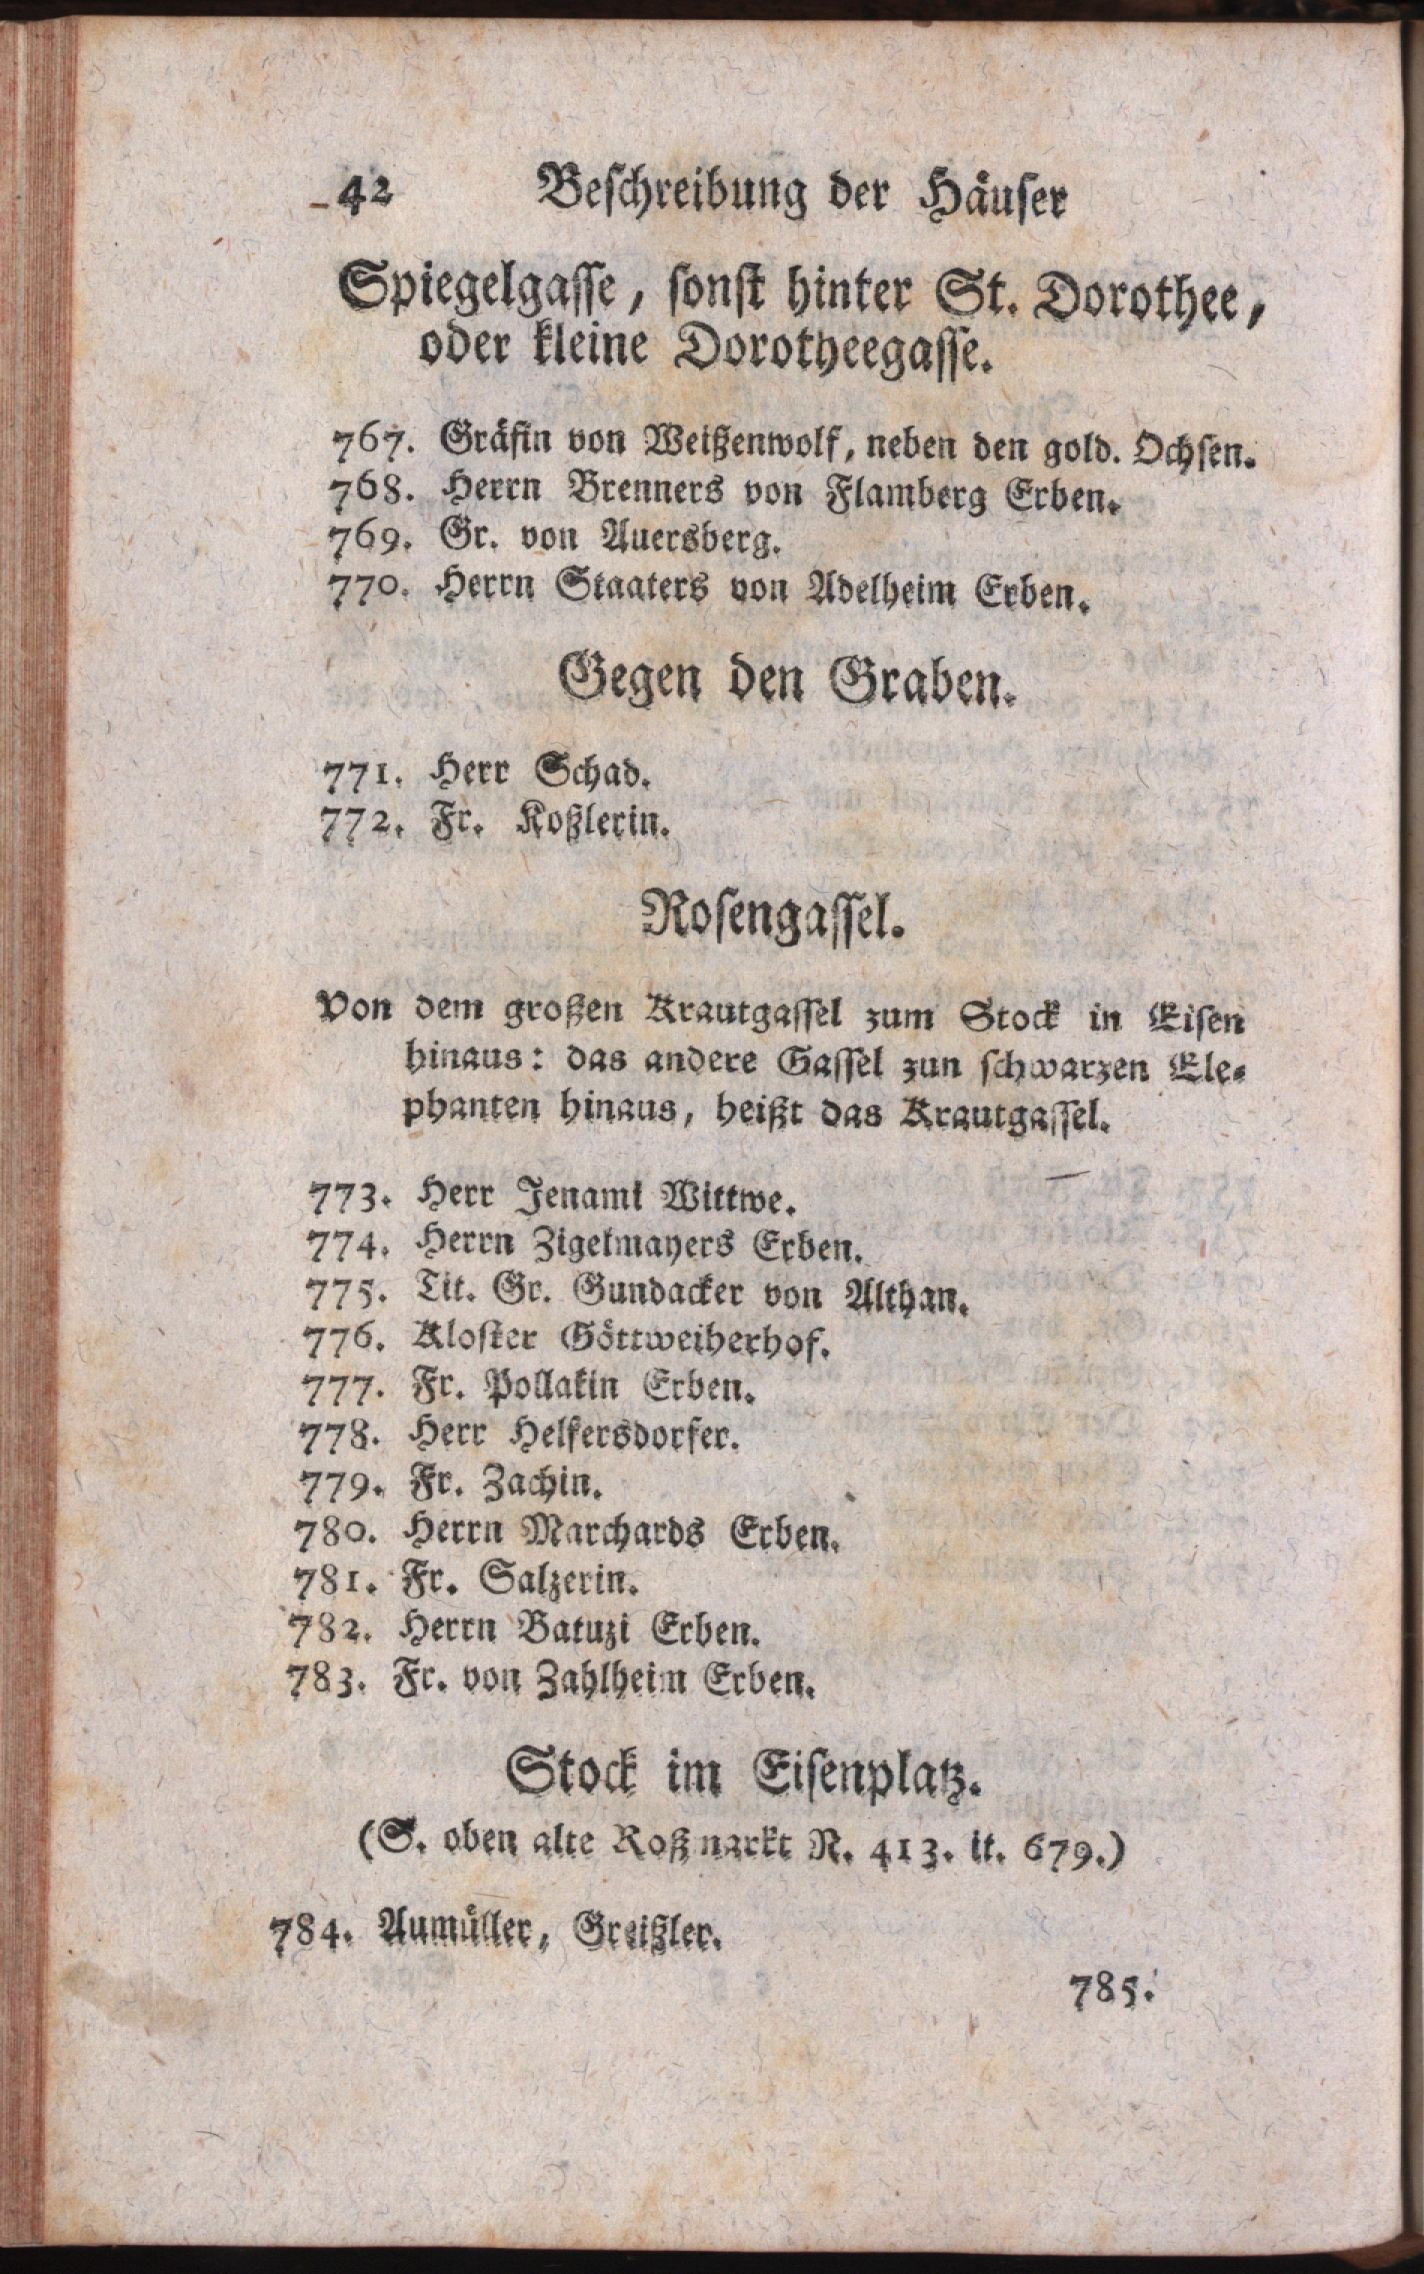 42 Beschreibung der Häuser
Spiegelgasse, sonst hinter St. Dorothee,
oder kleine Dorotheegasse.
767. Gräfin von Weißenwolf, neben den gold. Ochsen.
768. Herrn Brenners von Flamberg Erben.
769. Gr. von Auersberg.
770. Herrn Staaters von Adelheim Erben.
Gegen den Graben.
771. Herr Schad.
772. Fr. Koßlerin.
Rosengassel.
Von dem großen Krautgassel zum Stock in Eisen
hinaus: das andere Gassel zun schwarzen Ele-
phanten hinaus, heißt das Krautgassel.
773. Herr Jenami Wittwe.
774. Herrn Zigelmayers Erben.
775. Tit. Gr. Gundacker von Althan.
776. Kloster Göttweiherhof.
777. Fr. Pollakin Erben.
778. Herr Helfersdorfer.
779. Fr. Zachin.
780. Herrn Marchards Erben.
781. Fr. Salzerin.
782. Herrn Batuzi Erben.
783. Fr. von Zahlheim Erben.
Stock im Eisenplatz.
(S. oben alte Roßmarkt N. 413. it. 679.)
784. Aumüller, Greißler.
785.